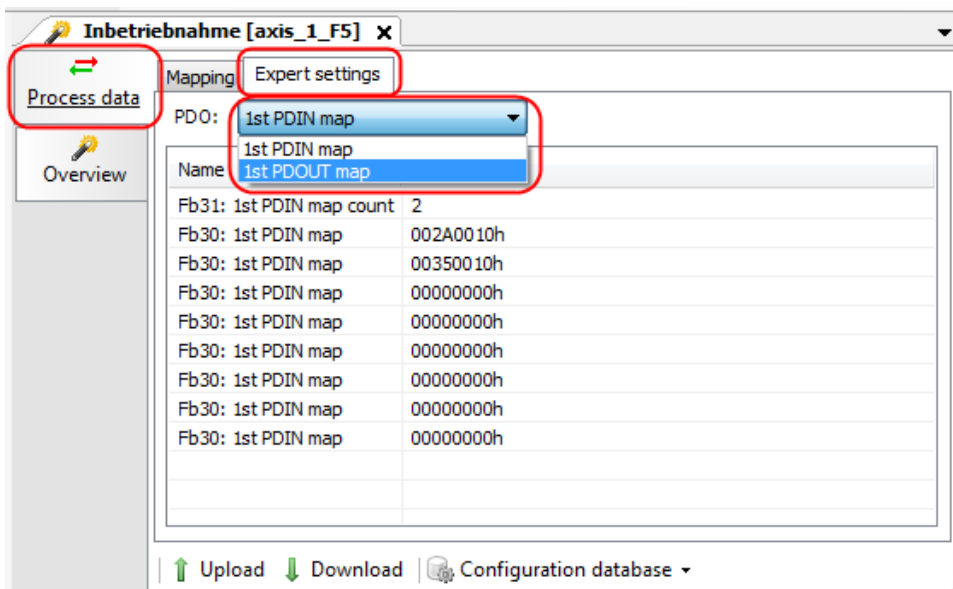 Inbetriebnahme [axis_1_F5] x
Process data
Overview
Mapping Expert settings
PDO: 1st PDIN map
1st PDIN map
1st PDOUT map
Name
Fb31: 1st PDIN map count 2
Fb30: 1st PDIN map 002A0010h
Fb30: 1st PDIN map 00350010h
Fb30: 1st PDIN map 00000000h
Fb30: 1st PDIN map 00000000h
Fb30: 1st PDIN map 00000000h
Fb30: 1st PDIN map 00000000h
Fb30: 1st PDIN map 00000000h
Fb30: 1st PDIN map 00000000h
Upload Download Configuration database